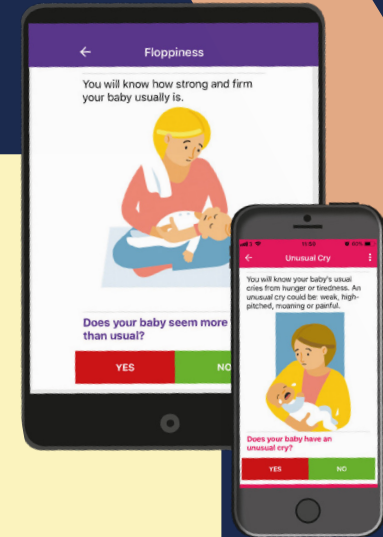 Floppiness
You will know how strong and firm
your baby usually is.
Does your baby seem more
than usual?
YES
NO
11:50
Unusual Cry
You will know your baby's usual
cries from hunger or tiredness. An
unusual cry could be: weak, high-
pitched, moaning or painful.
Does your baby have an
unusual cry?
YES
NO